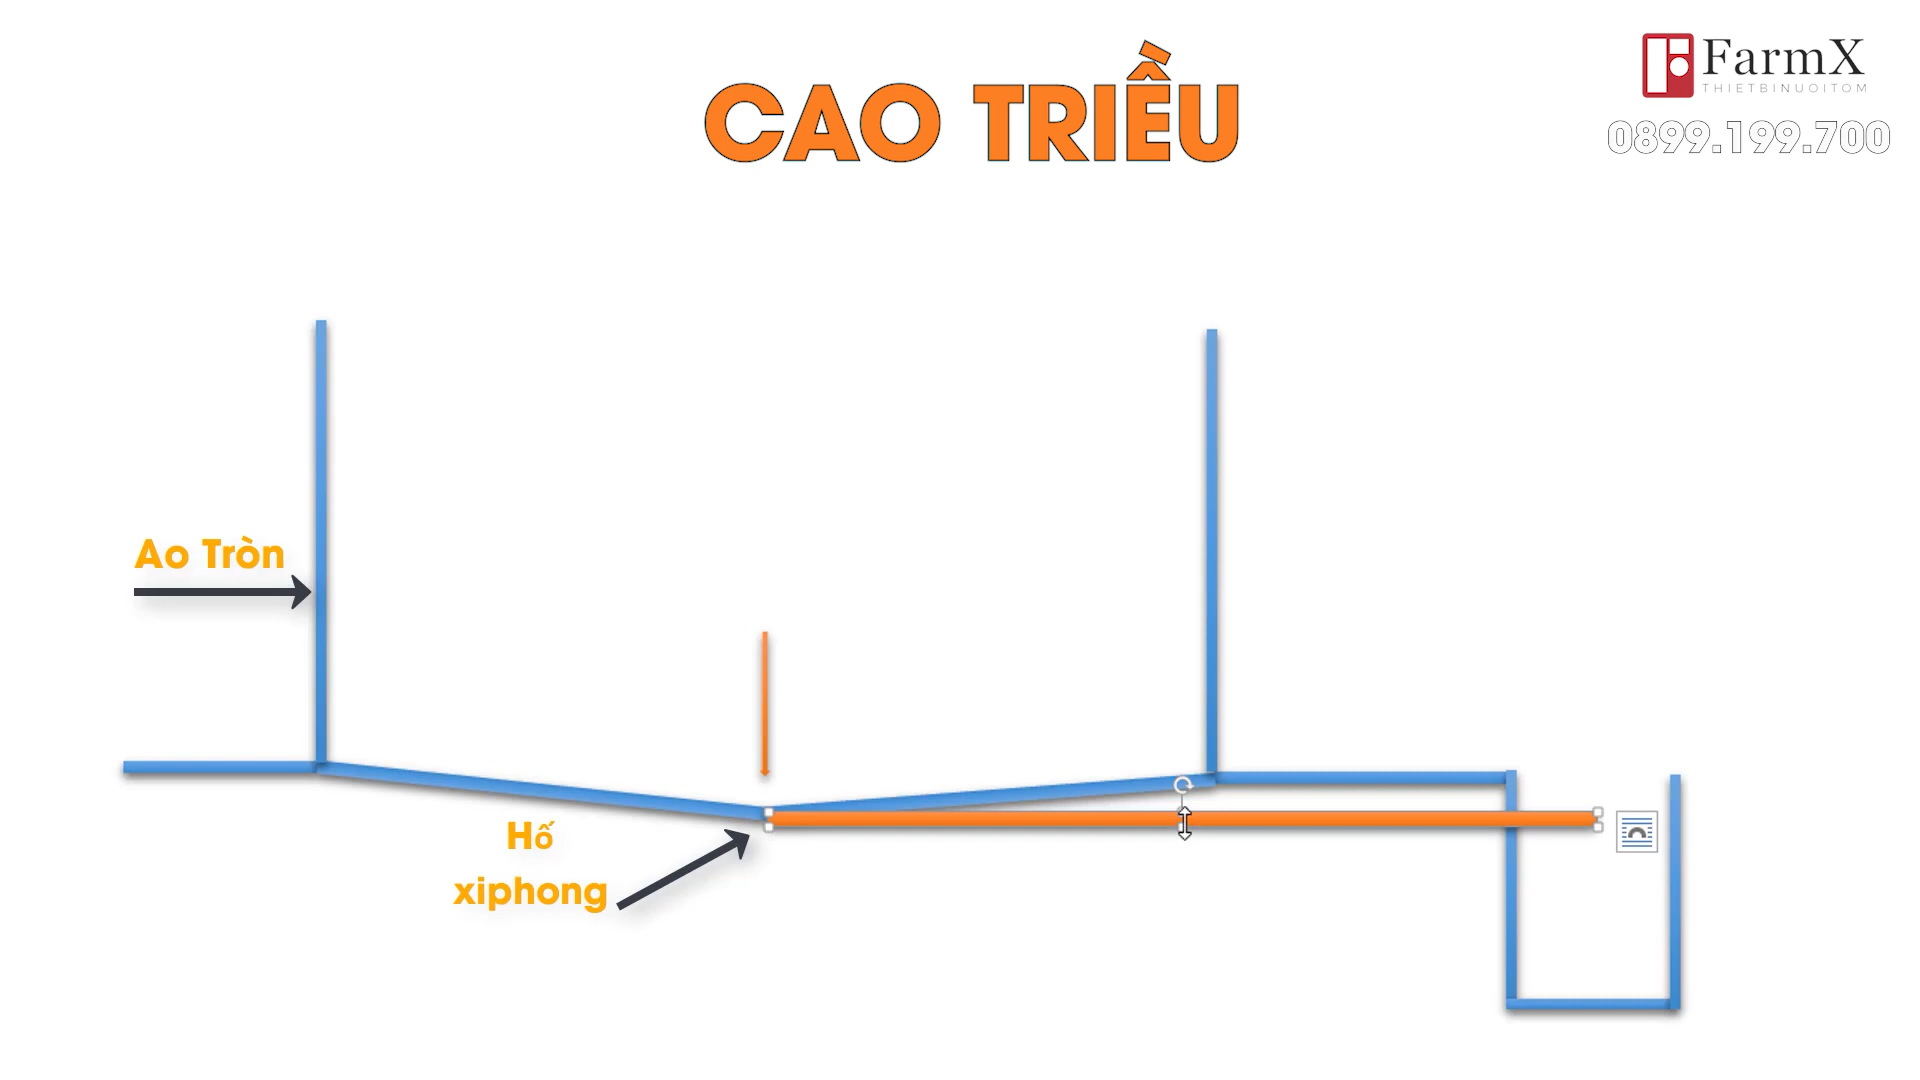 CAO TRIỀU
FarmX
THIETBINUOITOM
0899.199.700
Ao Tròn
Hố
xiphong